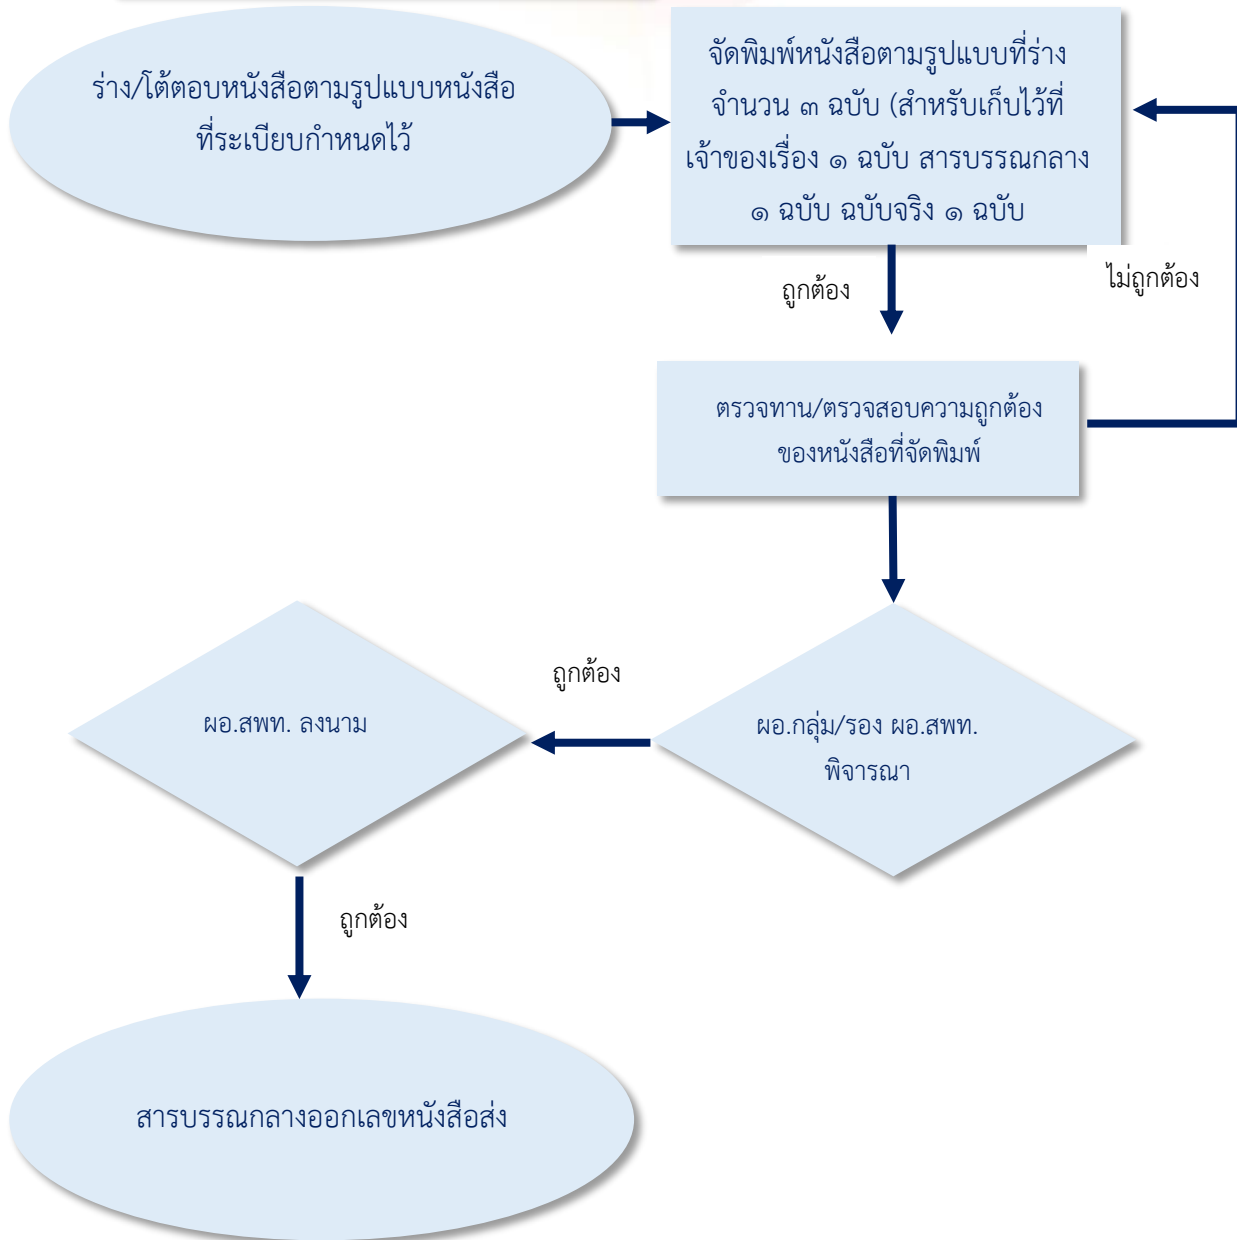 ร่าง/โต้ตอบหนังสือตามรูปแบบหนังสือ
ที่ระเบียบกำหนดไว้
จัดพิมพ์หนังสือตามรูปแบบที่ร่าง
จำนวน ๓ ฉบับ (สำหรับเก็บไว้ที่
เจ้าของเรื่อง ๑ ฉบับ สารบรรณกลาง
๑ ฉบับ ฉบับจริง ๑ ฉบับ
ถูกต้อง
ไม่ถูกต้อง
ตรวจทาน/ตรวจสอบความถูกต้อง
ของหนังสือที่จัดพิมพ์
ถูกต้อง
ผอ.สพท. ลงนาม
ผอ.กลุ่ม/รอง ผอ.สพท.
พิจารณา
ถูกต้อง
สารบรรณกลางออกเลขหนังสือส่ง